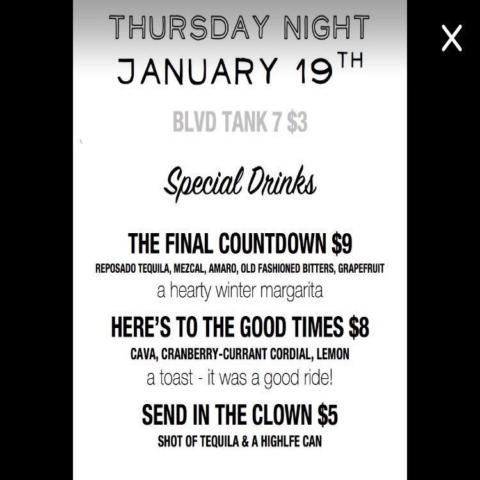 THURSDAY NIGHT
JANUARY 19TH
BLVD TANK 7 $3
Special Drinks
THE FINAL COUNTDOWN $9
REPOSADO TEQUILA, MEZCAL, AMARO, OLD FASHIONED BITTERS, GRAPEFRUIT
a hearty winter margarita
HERE'S TO THE GOOD TIMES $8
CAVA, CRANBERRY-CURRANT CORDIAL, LEMON
a toast - it was a good ride!
SEND IN THE CLOWN $5
SHOT OF TEQUILA & A HIGHLFE CAN